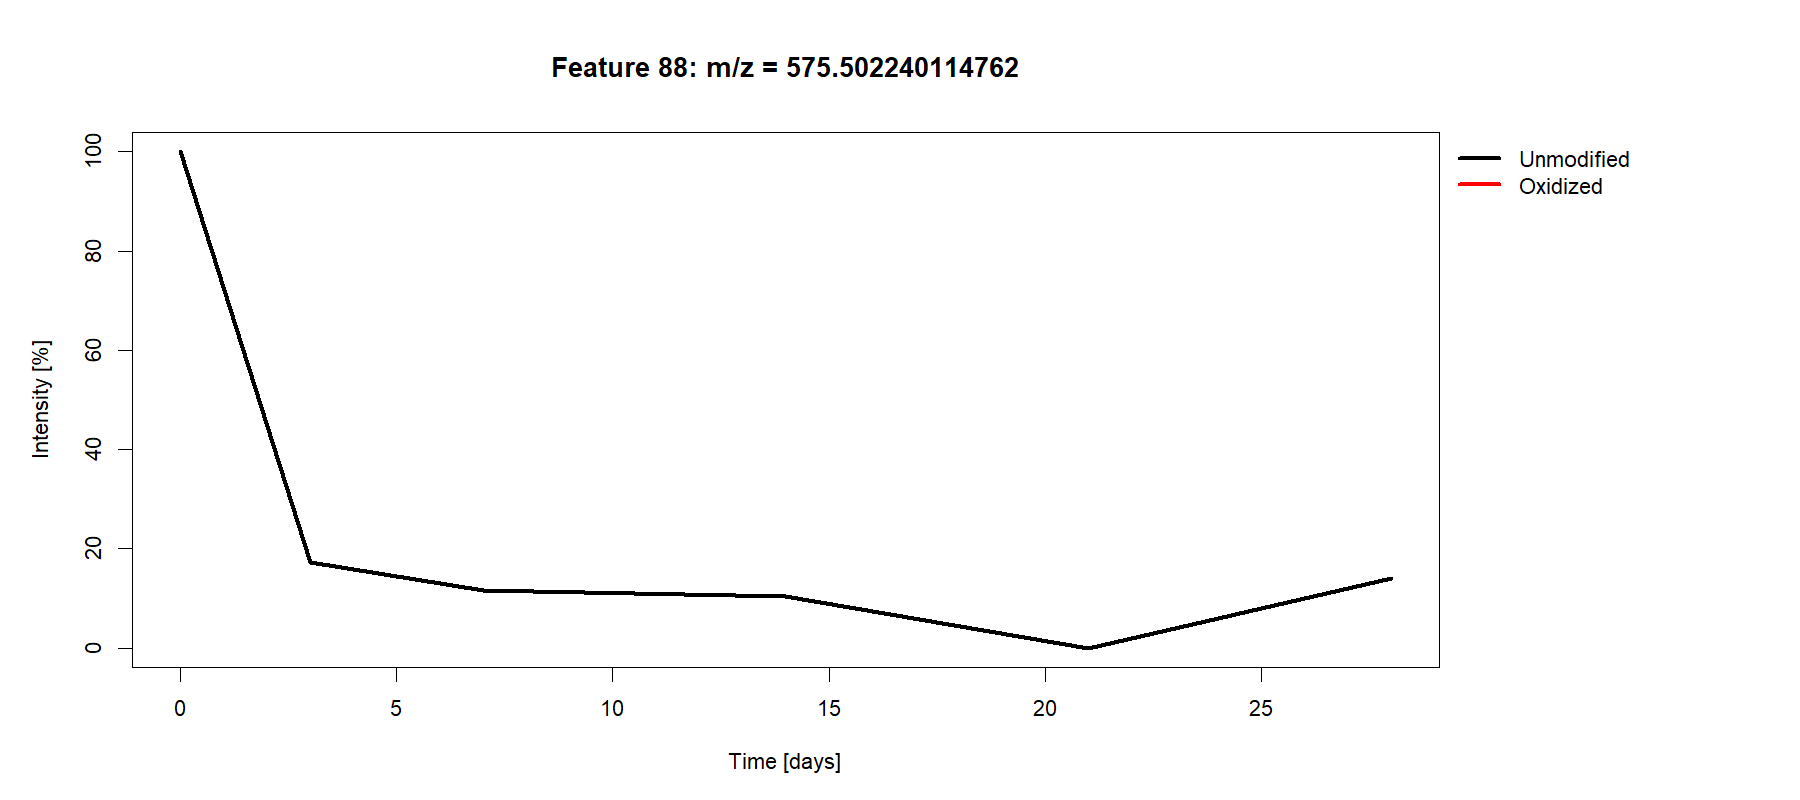 Feature 88: m/z = 575.502240114762
Unmodified
Oxidized
Intensity [%]
100
80
60
40
20
0
0 5 10 15 20 25
Time [days]